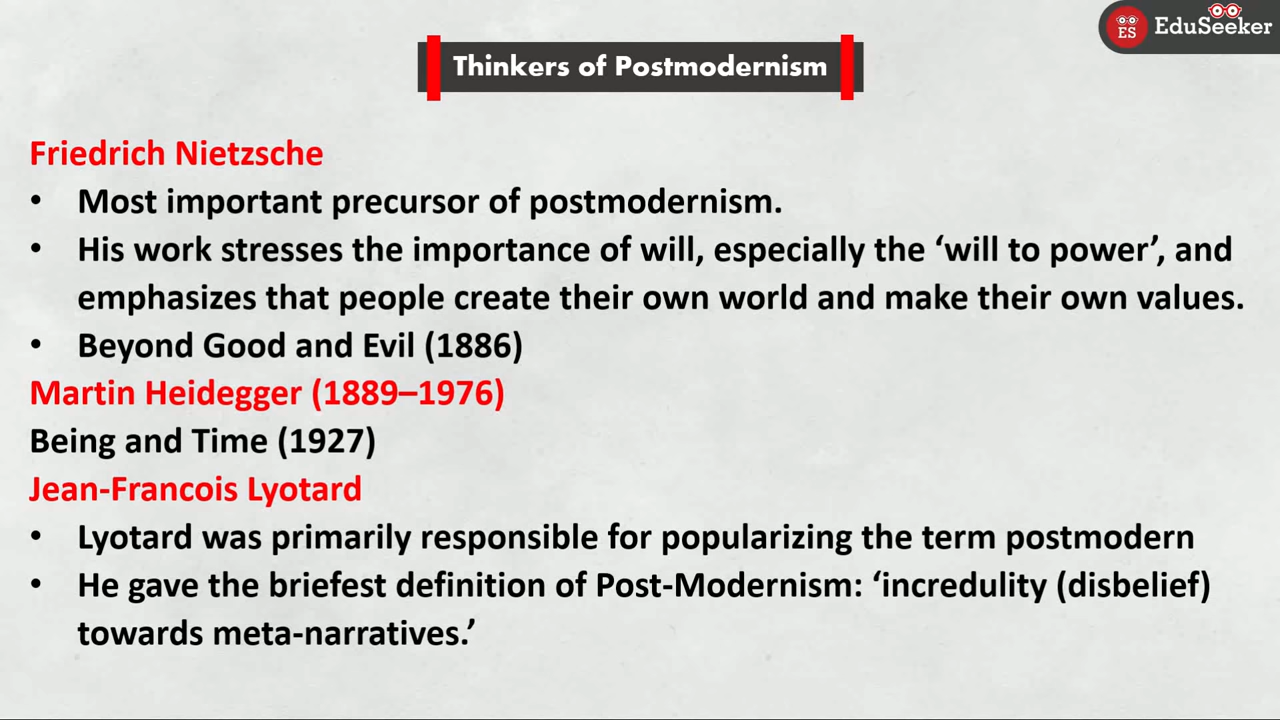 ES EduSeeker
Thinkers of Postmodernism
Friedrich Nietzsche
• Most important precursor of postmodernism.
• His work stresses the importance of will, especially the ‘will to power’, and
emphasizes that people create their own world and make their own values.
• Beyond Good and Evil (1886)
Martin Heidegger (1889–1976)
Being and Time (1927)
Jean-Francois Lyotard
• Lyotard was primarily responsible for popularizing the term postmodern
• He gave the briefest definition of Post-Modernism: ‘incredulity (disbelief)
towards meta-narratives.’